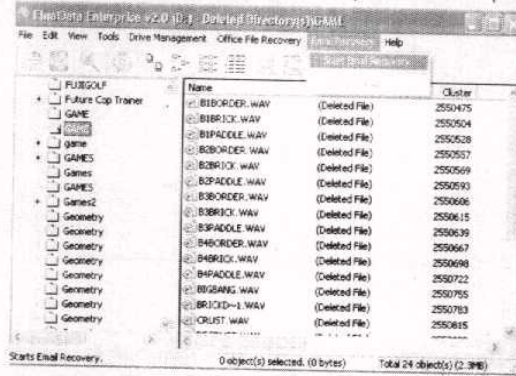 FinalData Enterprise v2.0 - Deleted Directory(s)\GAME
File Edit View Tools Drive Management Office File Recovery Email Recovery Help
Start Email Recovery
Name Cluster
FUJIGOLF B1BORDER.WAV (Deleted File) 2550475
Future Cop Trainer B1BRICK.WAV (Deleted File) 2550504
GAME B1PADDLE.WAV (Deleted File) 2550528
GAME B2BORDER.WAV (Deleted File) 2550557
game B2BRICK.WAV (Deleted File) 2550569
GAMES B2PADDLE.WAV (Deleted File) 2550593
Games B3BORDER.WAV (Deleted File) 2550606
GAMES B3BRICK.WAV (Deleted File) 2550615
Games2 B3PADDLE.WAV (Deleted File) 2550639
Geometry B4BORDER.WAV (Deleted File) 2550667
Geometry B4BRICK.WAV (Deleted File) 2550698
Geometry B4PADDLE.WAV (Deleted File) 2550722
Geometry BIGBANG.WAV (Deleted File) 2550755
Geometry BRICKD~1.WAV (Deleted File) 2550783
Geometry CRUST.WAV (Deleted File) 2550815
Starts Email Recovery. 0 object(s) selected. (0 bytes) Total 24 object(s) (2.3MB)